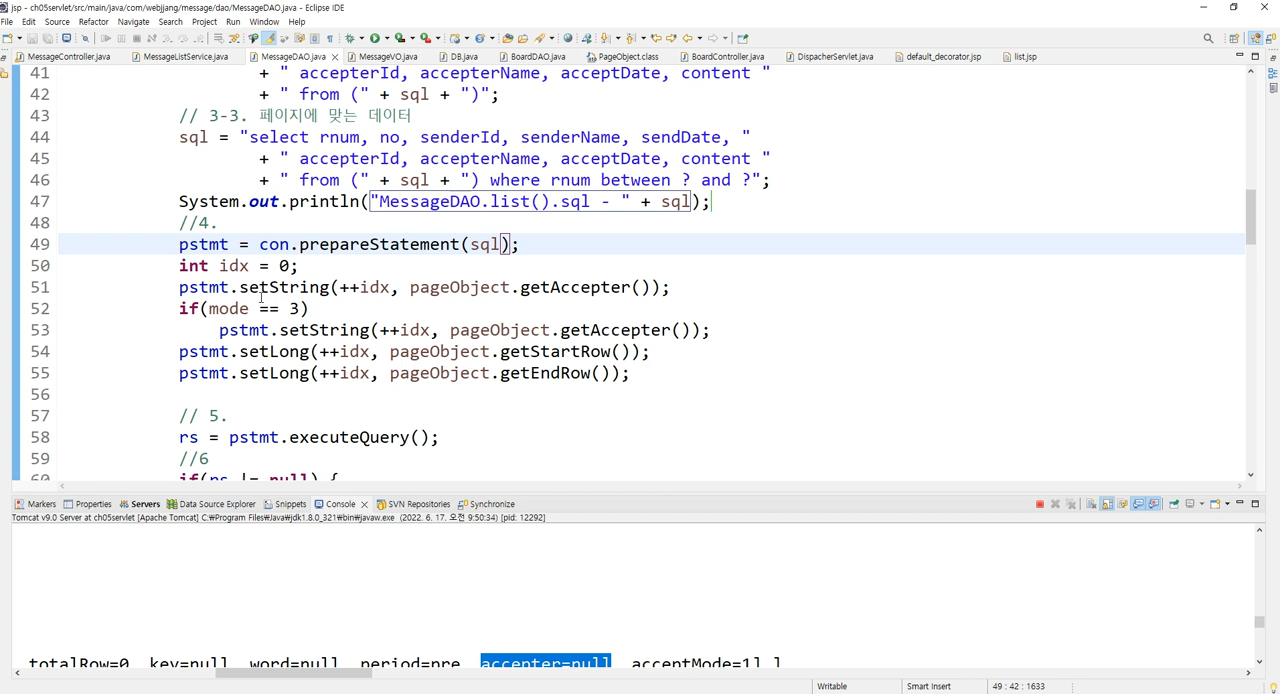 jsp - ch05servlet/src/main/java/com/webjjang/message/dao/MessageDAO.java - Eclipse IDE
File Edit Source Refactor Navigate Search Project Run Window Help
MessageController.java MessageListService.java MessageDAO.java MessageVO.java DB.java BoardDAO.java PageObject.class BoardController.java DispacherServlet.java default_decorator.jsp list.jsp
41 + " accepterId, accepterName, acceptDate, content "
42 + " from (" + sql + ")";
43 // 3-3. 페이지에 맞는 데이터
44 sql = "select rnum, no, senderId, senderName, sendDate, "
45 + " accepterId, accepterName, acceptDate, content "
46 + " from (" + sql + ") where rnum between ? and ?";
47 System.out.println("MessageDAO.list().sql - " + sql);
48 //4.
49 pstmt = con.prepareStatement(sql);
50 int idx = 0;
51 pstmt.setString(++idx, pageObject.getAccepter());
52 if(mode == 3)
53 pstmt.setString(++idx, pageObject.getAccepter());
54 pstmt.setLong(++idx, pageObject.getStartRow());
55 pstmt.setLong(++idx, pageObject.getEndRow());
56
57 // 5.
58 rs = pstmt.executeQuery();
59 //6
60 if(rs != null) {
Markers Properties Servers Data Source Explorer Snippets Console SVN Repositories Synchronize
Tomcat v9.0 Server at ch05servlet [Apache Tomcat] C:₩Program Files₩Java₩jdk1.8.0_321₩bin₩javaw.exe (2022. 6. 17. 오전 9:50:34) [pid: 12292]
totalRow=0, key=null, word=null, period=pre, accepter=null, acceptMode=1] ]
Writable Smart Insert 49 : 42 : 1633